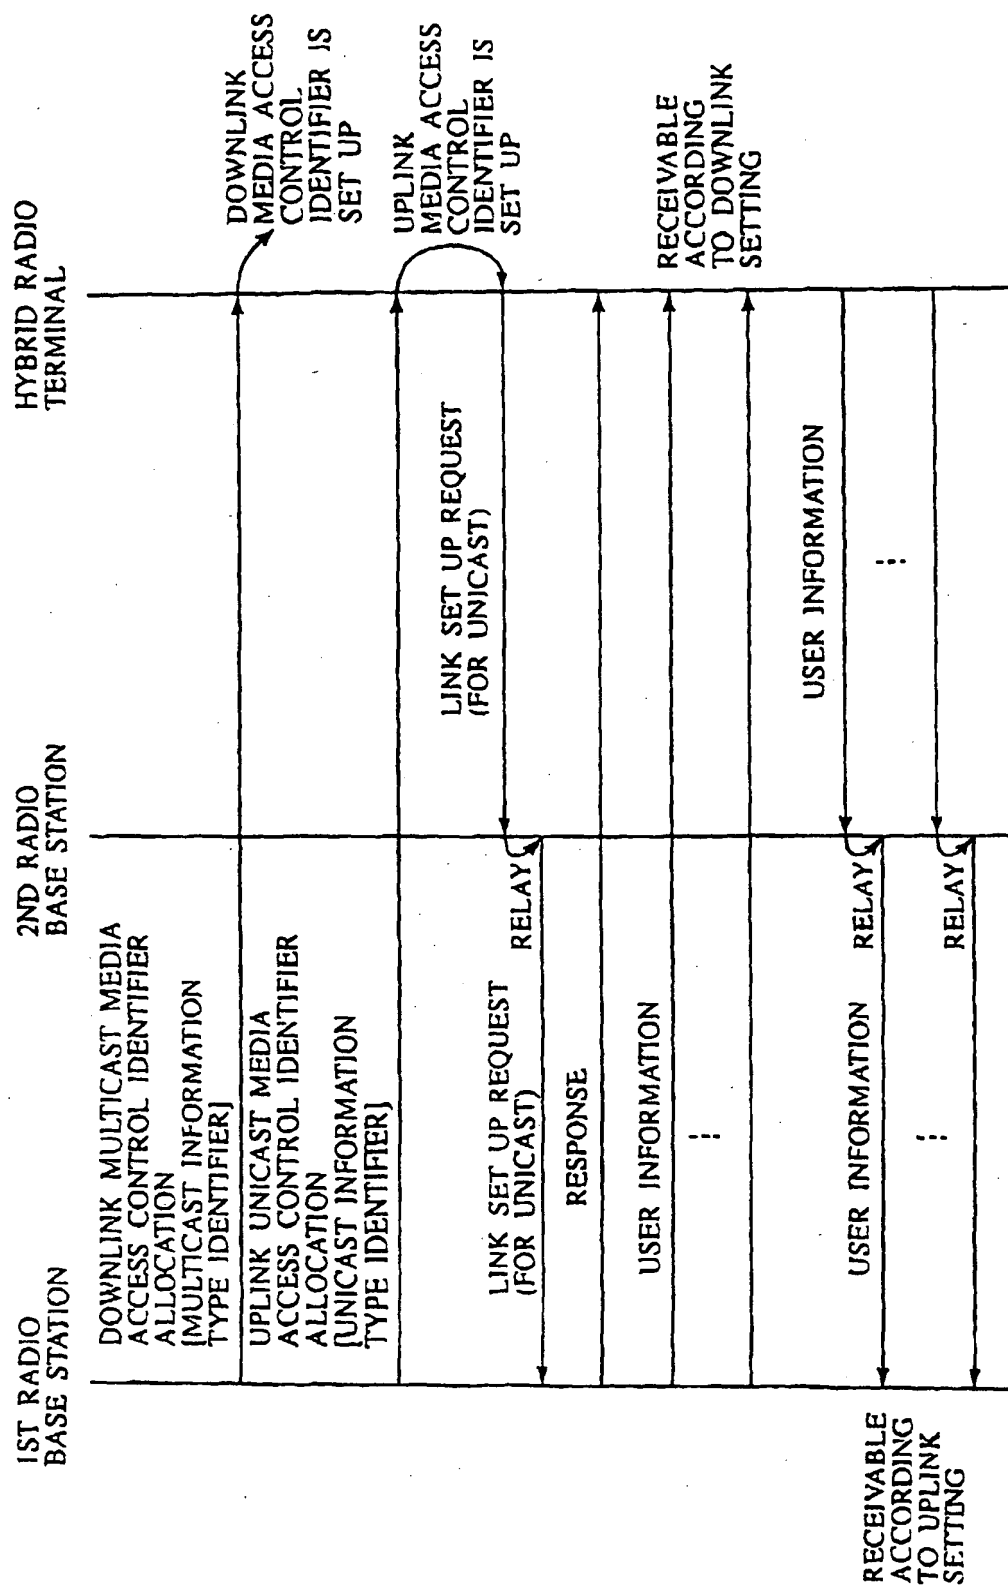 1ST RADIO
BASE STATION
2ND RADIO
BASE STATION
HYBRID RADIO
TERMINAL
DOWNLINK MULTICAST MEDIA
ACCESS CONTROL IDENTIFIER
ALLOCATION
[MULTICAST INFORMATION
TYPE IDENTIFIER]
DOWNLINK
MEDIA ACCESS
CONTROL
IDENTIFIER IS
SET UP
UPLINK UNICAST MEDIA
ACCESS CONTROL IDENTIFIER
ALLOCATION
[UNICAST INFORMATION
TYPE IDENTIFIER]
UPLINK
MEDIA ACCESS
CONTROL
IDENTIFIER IS
SET UP
LINK SET UP REQUEST
(FOR UNICAST)
LINK SET UP REQUEST
(FOR UNICAST)
RELAY
RESPONSE
USER INFORMATION
RECEIVABLE
ACCORDING
TO DOWNLINK
SETTING
USER INFORMATION
RECEIVABLE
ACCORDING
TO UPLINK
SETTING
USER INFORMATION
RELAY
RELAY